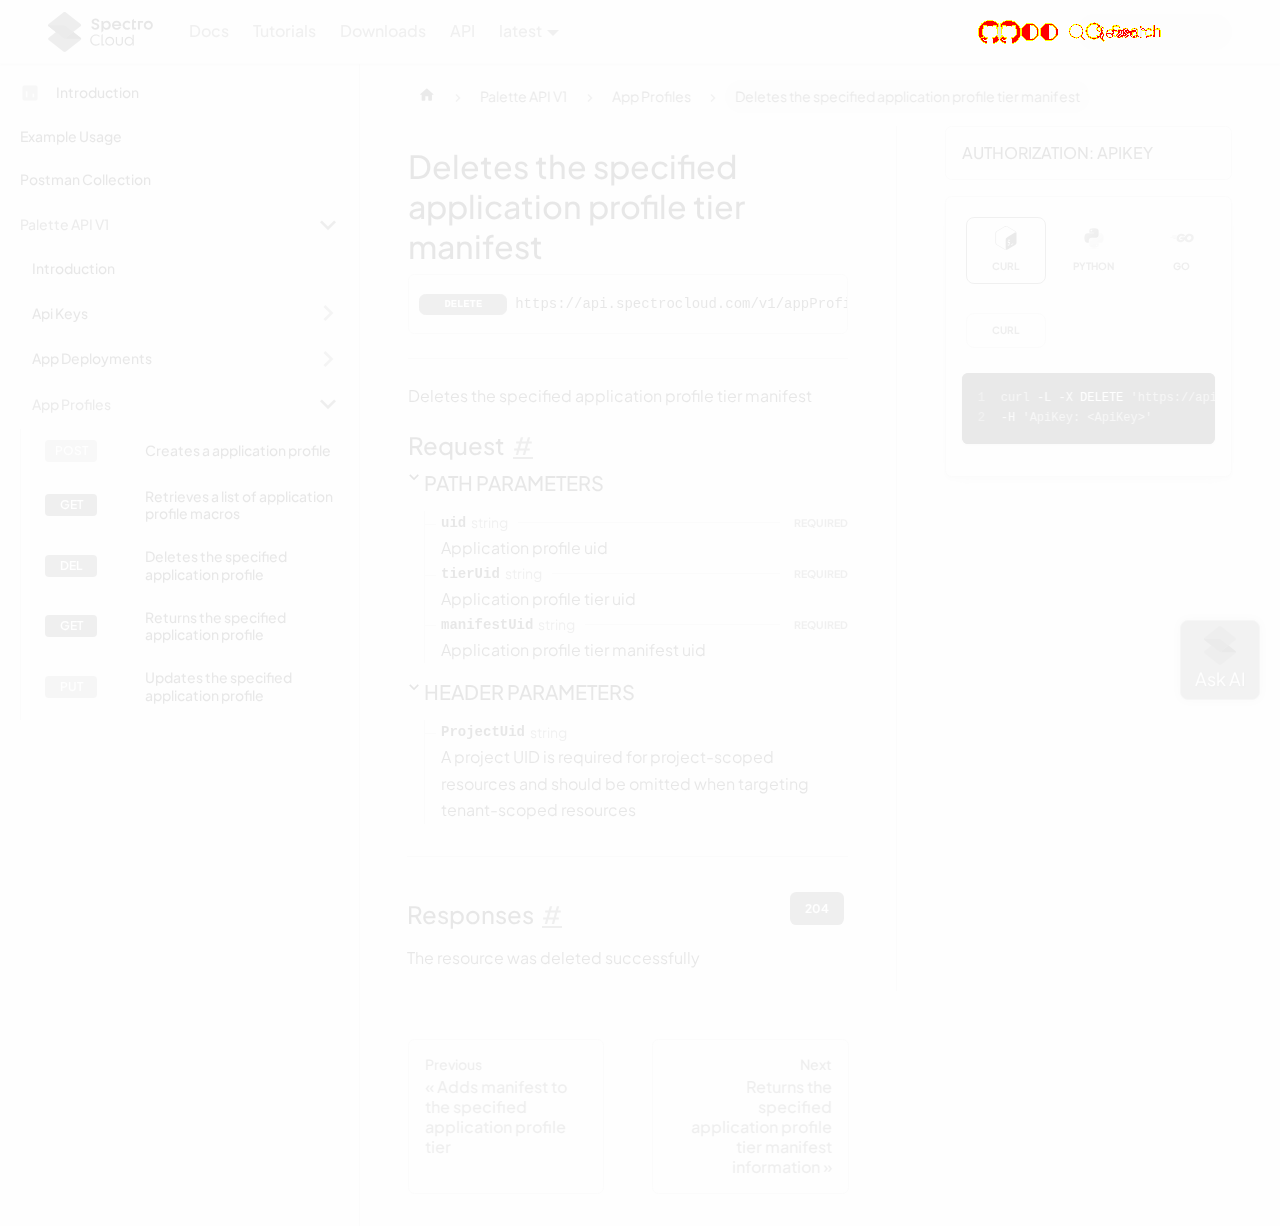 Spectro
Cloud
Docs
Tutorials
Downloads
API
latest
Introduction
Example Usage
Postman Collection
Palette API V1
Introduction
Api Keys
App Deployments
App Profiles
POST Creates a application profile
GET Retrieves a list of application
profile macros
DEL Deletes the specified
application profile
GET Returns the specified
application profile
PUT Updates the specified
application profile
Palette API V1
App Profiles
Deletes the specified application profile tier manifest
Deletes the specified
application profile tier
manifest
DELETE https://api.spectrocloud.com/v1/appProfi
Deletes the specified application profile tier manifest
Request #
PATH PARAMETERS
uid string REQUIRED
Application profile uid
tierUid string REQUIRED
Application profile tier uid
manifestUid string REQUIRED
Application profile tier manifest uid
HEADER PARAMETERS
ProjectUid string
A project UID is required for project-scoped
resources and should be omitted when targeting
tenant-scoped resources
Responses #
204
The resource was deleted successfully
Previous
« Adds manifest to
the specified
application profile
tier
Next
Returns the
specified
application profile
tier manifest
information »
AUTHORIZATION: APIKEY
CURL
PYTHON
GO
GO
CURL
1 curl -L -X DELETE 'https://api
2 -H 'ApiKey: <ApiKey>'
Ask AI